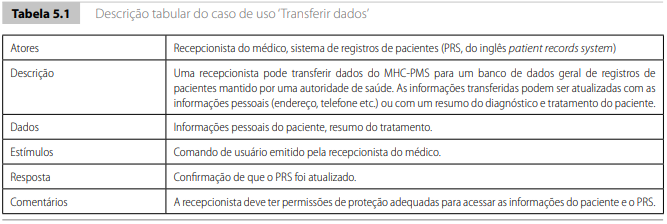 Tabela 5.1 Descrição tabular do caso de uso ‘Transferir dados’
Atores Recepcionista do médico, sistema de registros de pacientes (PRS, do inglês patient records system)
Descrição Uma recepcionista pode transferir dados do MHC-PMS para um banco de dados geral de registros de
pacientes mantido por uma autoridade de saúde. As informações transferidas podem ser atualizadas com as
informações pessoais (endereço, telefone etc.) ou com um resumo do diagnóstico e tratamento do paciente.
Dados Informações pessoais do paciente, resumo do tratamento.
Estímulos Comando de usuário emitido pela recepcionista do médico.
Resposta Confirmação de que o PRS foi atualizado.
Comentários A recepcionista deve ter permissões de proteção adequadas para acessar as informações do paciente e o PRS.